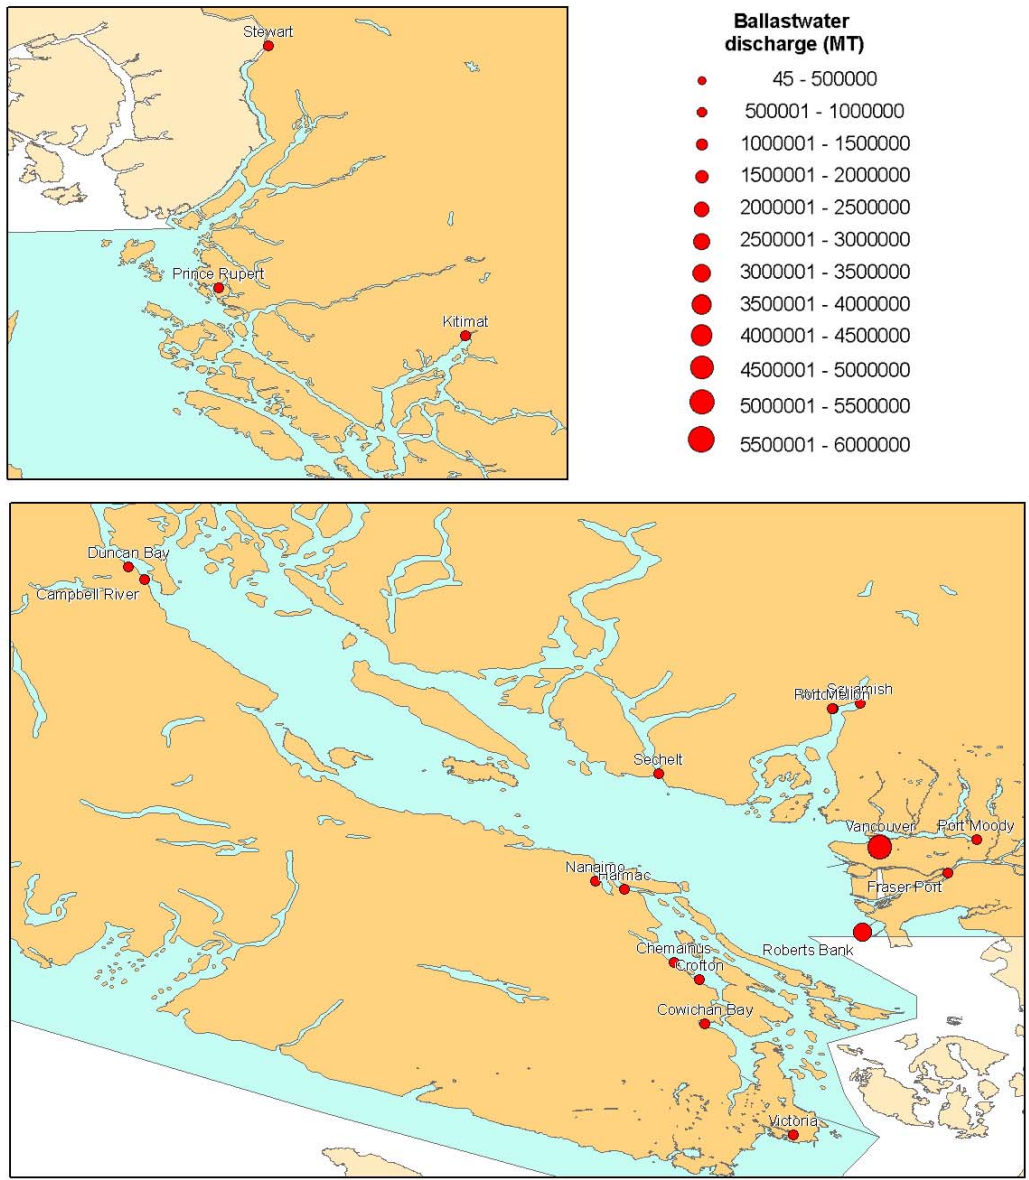 Stewart
Prince Rupert
Kitimat
Ballastwater
discharge (MT)
45 - 500000
500001 - 1000000
1000001 - 1500000
1500001 - 2000000
2000001 - 2500000
2500001 - 3000000
3000001 - 3500000
3500001 - 4000000
4000001 - 4500000
4500001 - 5000000
5000001 - 5500000
5500001 - 6000000
Duncan Bay
Campbell River
Squamish
Sechelt
Vancouver
Port Moody
Nanaimo
Harmac
Fraser Port
Chemainus
Crofton
Roberts Bank
Cowichan Bay
Victoria